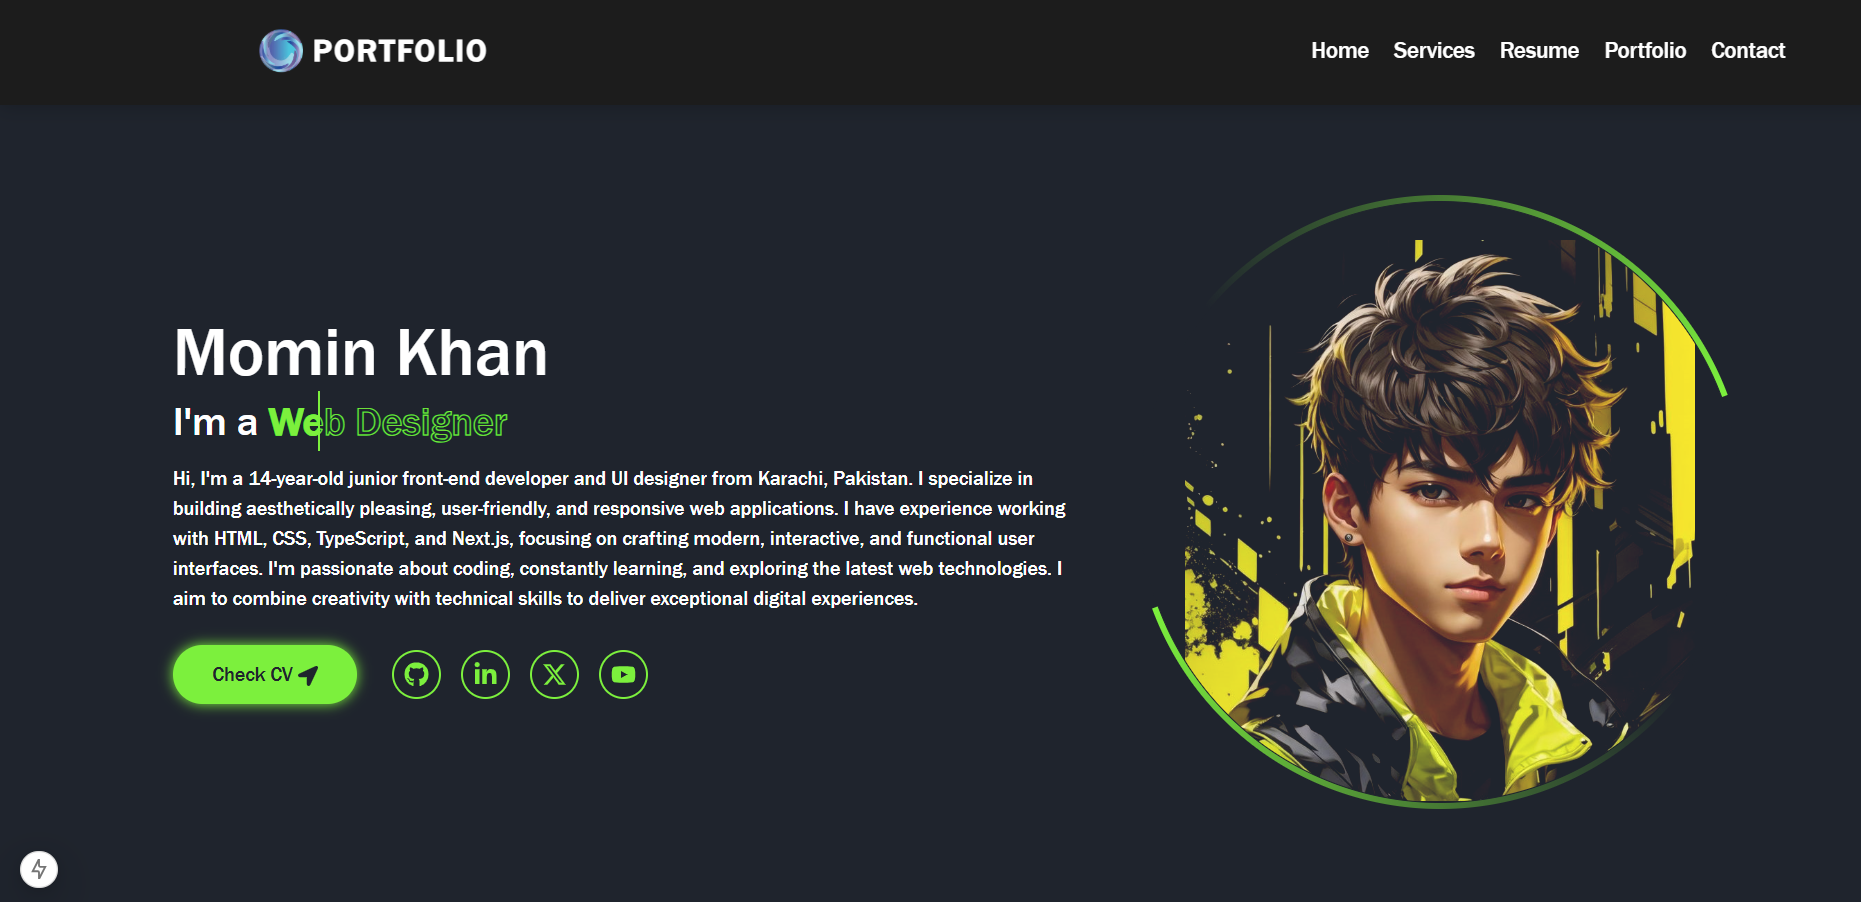 PORTFOLIO
Home Services Resume Portfolio Contact
Momin Khan
I'm a Web Designer
Hi, I'm a 14-year-old junior front-end developer and UI designer from Karachi, Pakistan. I specialize in
building aesthetically pleasing, user-friendly, and responsive web applications. I have experience working
with HTML, CSS, TypeScript, and Next.js, focusing on crafting modern, interactive, and functional user
interfaces. I'm passionate about coding, constantly learning, and exploring the latest web technologies. I
aim to combine creativity with technical skills to deliver exceptional digital experiences.
Check CV